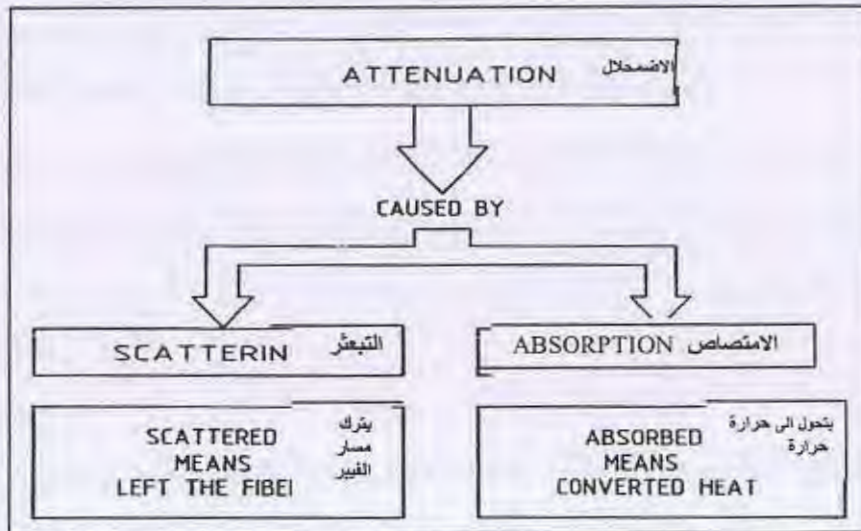 ATTENUATION الاضمحلال
CAUSED BY
SCATTERIN التبعثر
ABSORPTION الامتصاص
SCATTERED
MEANS
LEFT THE FIBEI
يترك
مسار
الفيبر
ABSORBED
MEANS
CONVERTED HEAT
يتحول الى حرارة
حرارة